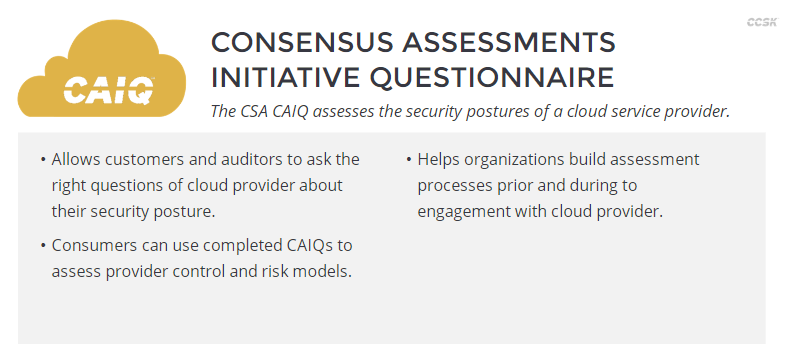 CCSK
CAIQ
CONSENSUS ASSESSMENTS
INITIATIVE QUESTIONNAIRE
The CSA CAIQ assesses the security postures of a cloud service provider.
• Allows customers and auditors to ask the
right questions of cloud provider about
their security posture.
• Consumers can use completed CAIQs to
assess provider control and risk models.
• Helps organizations build assessment
processes prior and during to
engagement with cloud provider.